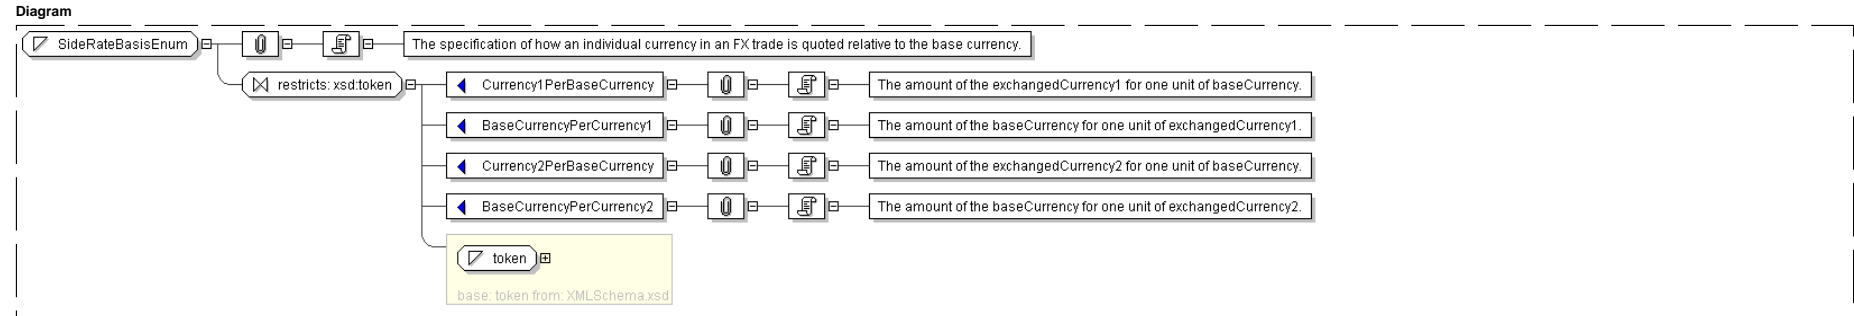 Diagram
SideRateBasisEnum
The specification of how an individual currency in an FX trade is quoted relative to the base currency.
restricts: xsd:token
Currency1PerBaseCurrency
The amount of the exchangedCurrency1 for one unit of baseCurrency.
BaseCurrencyPerCurrency1
The amount of the baseCurrency for one unit of exchangedCurrency1.
Currency2PerBaseCurrency
The amount of the exchangedCurrency2 for one unit of baseCurrency.
BaseCurrencyPerCurrency2
The amount of the baseCurrency for one unit of exchangedCurrency2.
token
base: token from: XMLSchema.xsd